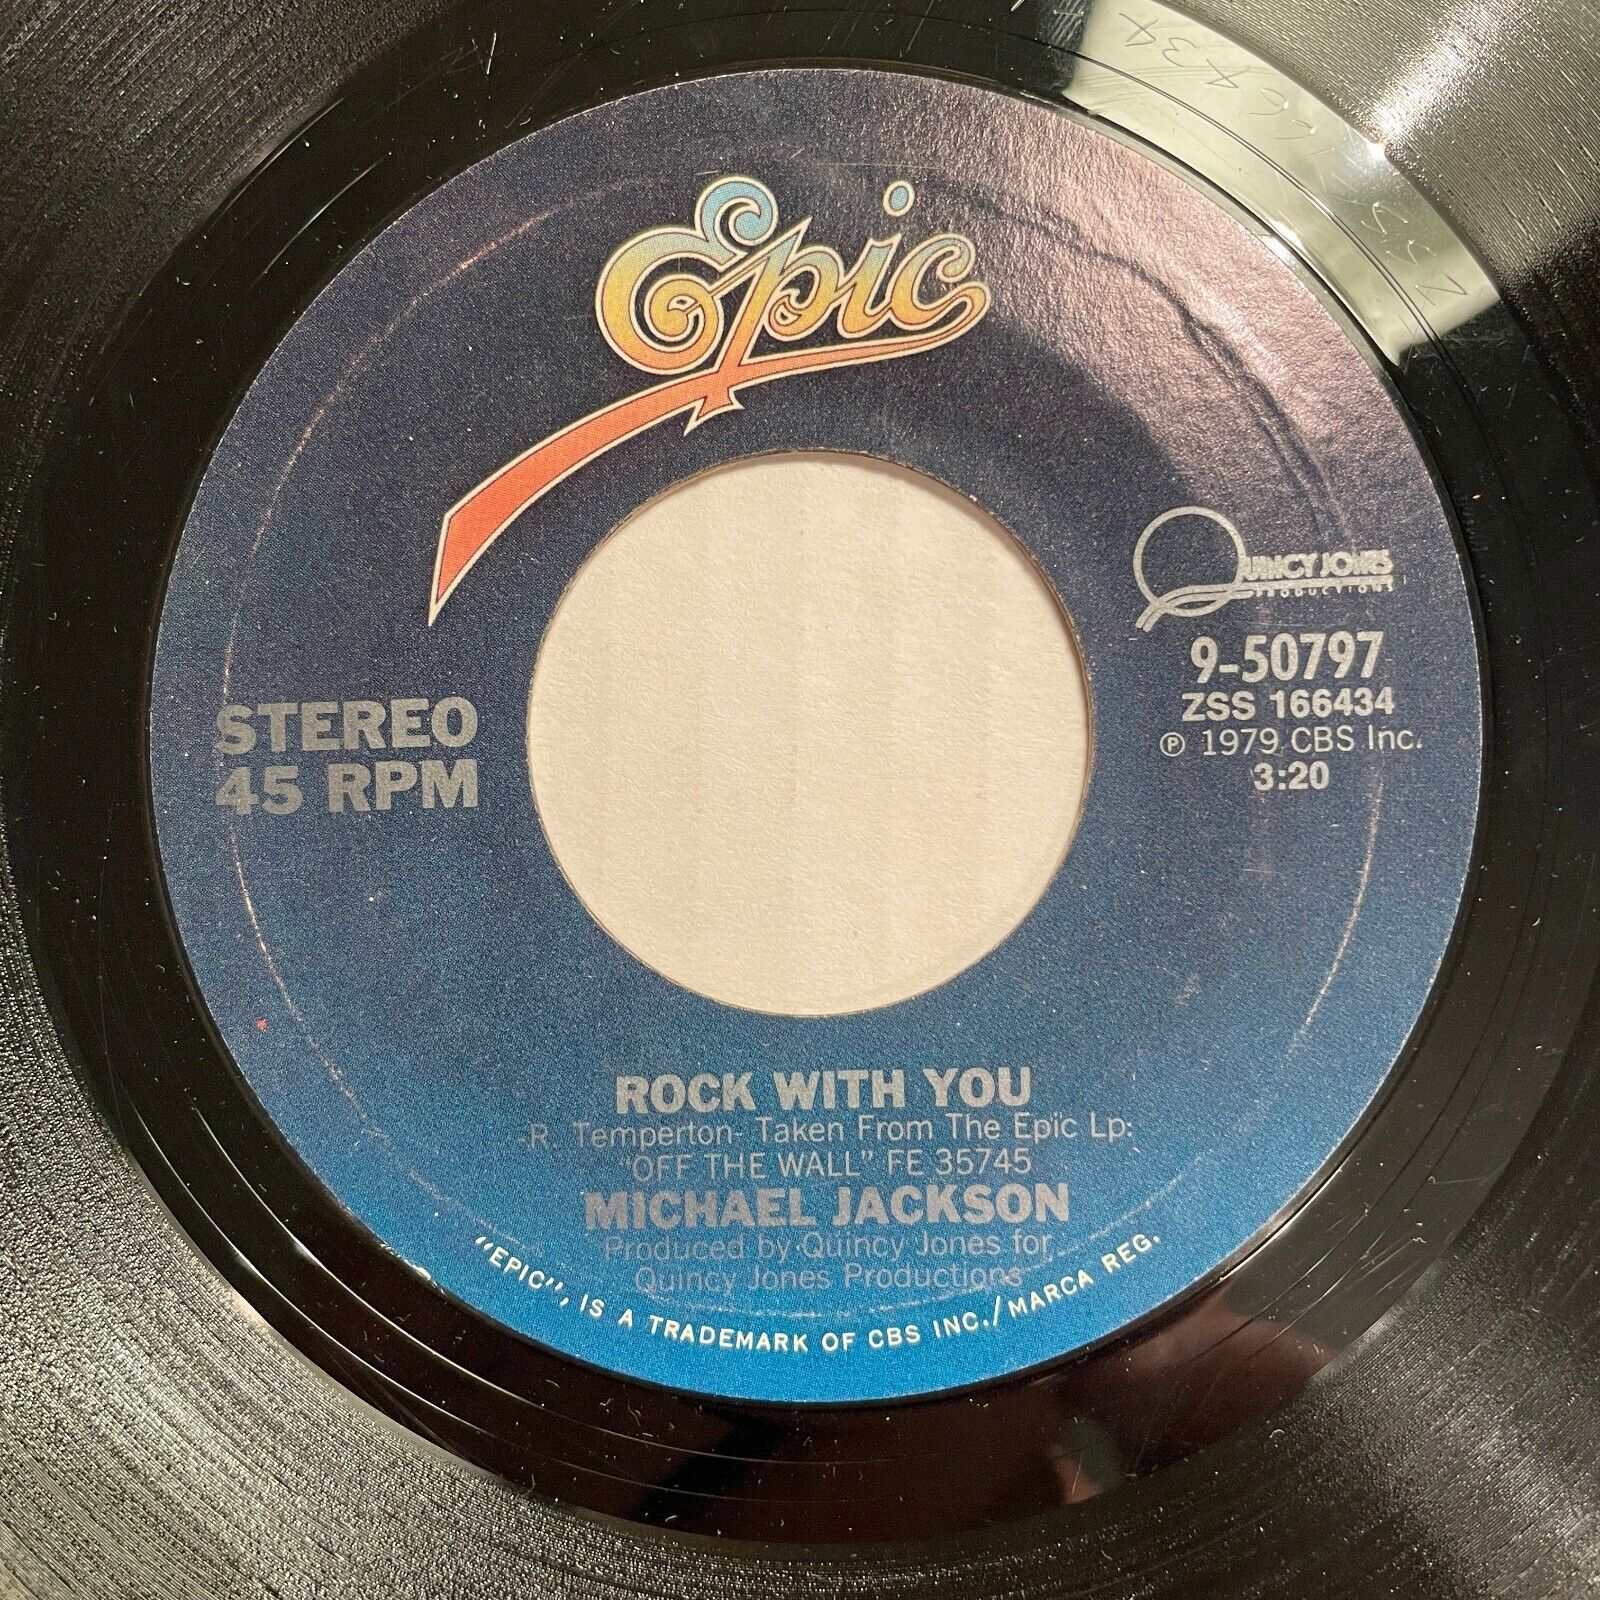 Epic
QUINCY JONES
PRODUCTIONS
9-50797
ZSS 166434
℗ 1979 CBS Inc.
3:20
STEREO
45 RPM
ROCK WITH YOU
-R. Temperton- Taken From The Epic Lp:
"OFF THE WALL" FE 35745
MICHAEL JACKSON
Produced by Quincy Jones for
Quincy Jones Productions
"EPIC", IS A TRADEMARK OF CBS INC./MARCA REG.